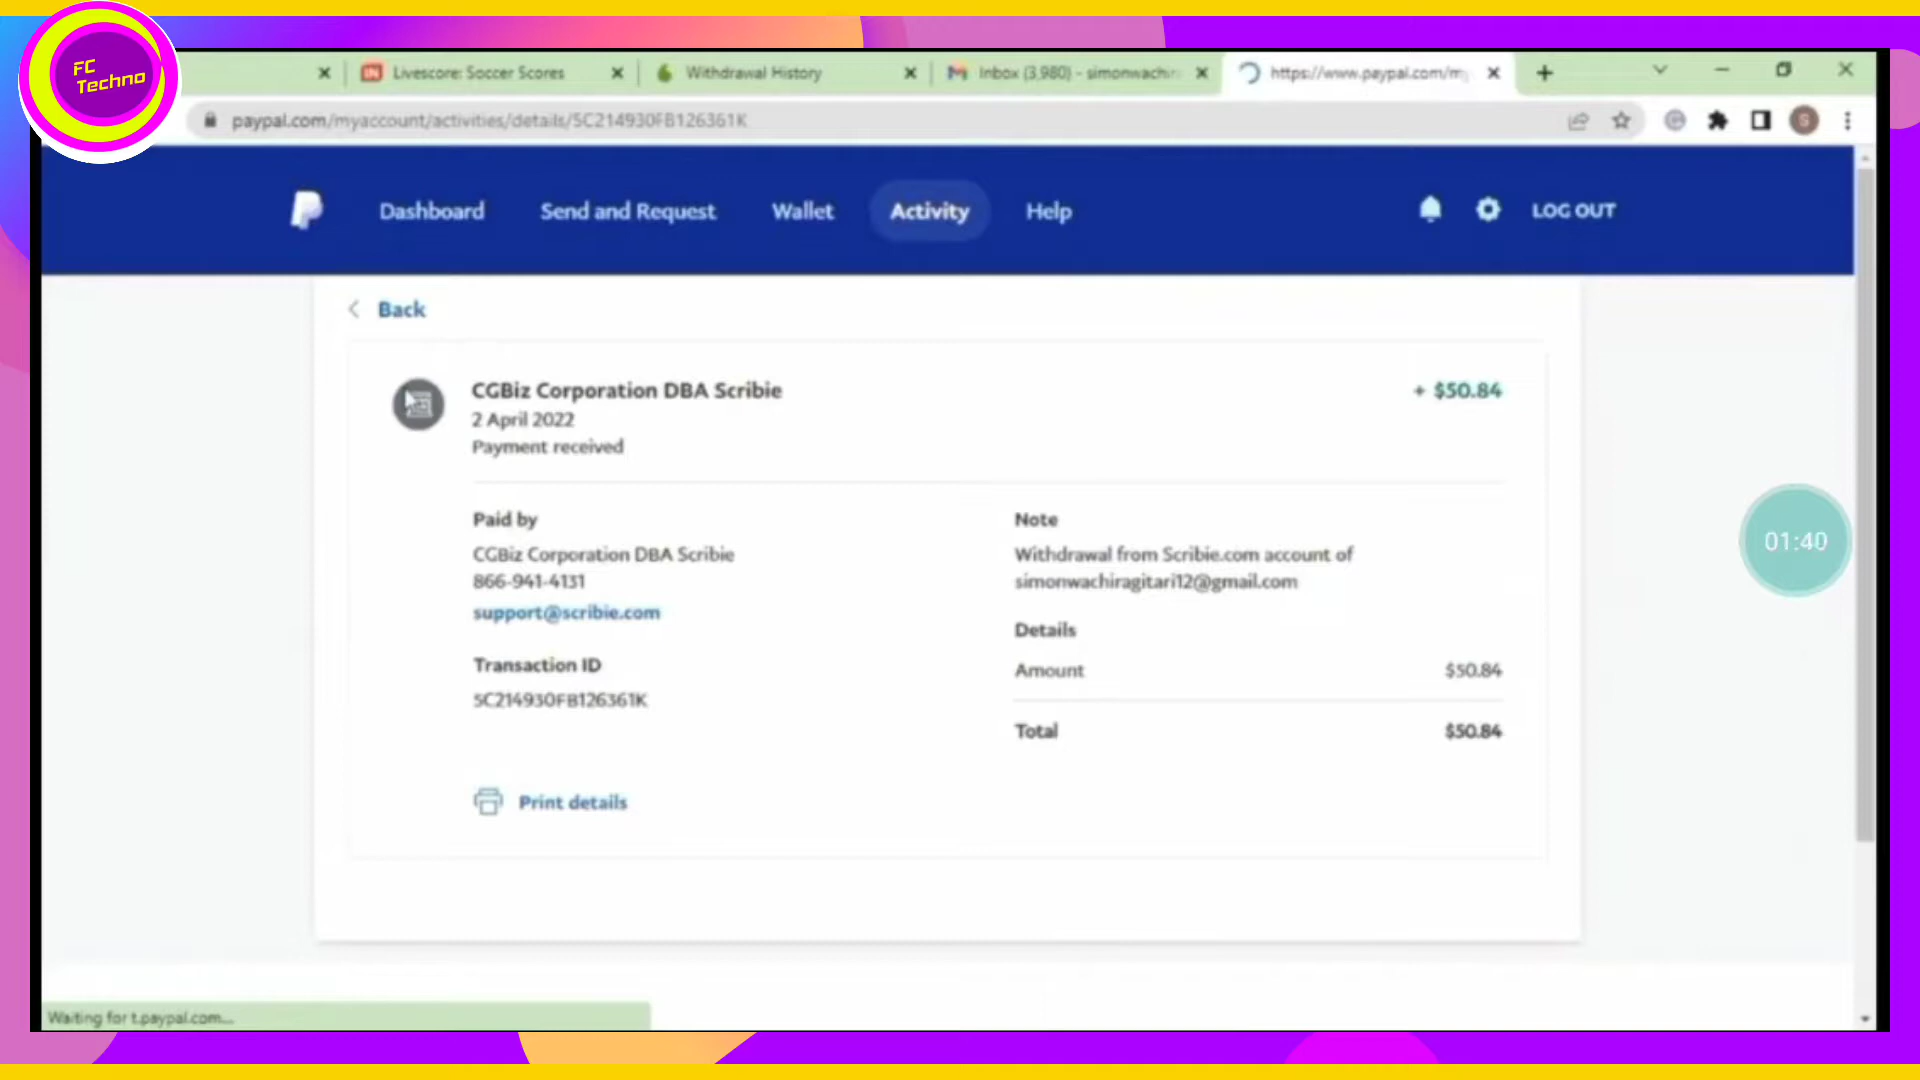 FC
Techno
Livescore: Soccer Scores
Withdrawal History
Inbox (3,980) - simonwachir
https://www.paypal.com/m
paypal.com/myaccount/activities/details/5C214930FB126361K
S
Dashboard
Send and Request
Wallet
Activity
Help
LOG OUT
Back
CGBiz Corporation DBA Scribie
+ $50.84
2 April 2022
Payment received
Paid by
CGBiz Corporation DBA Scribie
866-941-4131
support@scribie.com
Transaction ID
5C214930FB126361K
Print details
Note
Withdrawal from Scribie.com account of
simonwachiragitari12@gmail.com
Details
Amount $50.84
Total $50.84
01:40
Waiting for t.paypal.com...